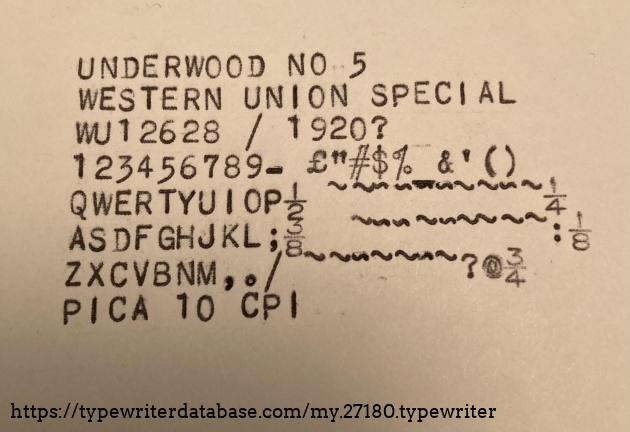 UNDERWOOD NO 5
WESTERN UNION SPECIAL
WU12628 / 1920?
123456789- £"#$%_&'()
QWERTYUIOP½ ~~~~~~~~~~¼
ASDFGHJKL;⅜ ~~~~~~~~~:⅛
ZXCVBNM,./~~~~~~~?@¾
PICA 10 CPI
https://typewriterdatabase.com/my.27180.typewriter